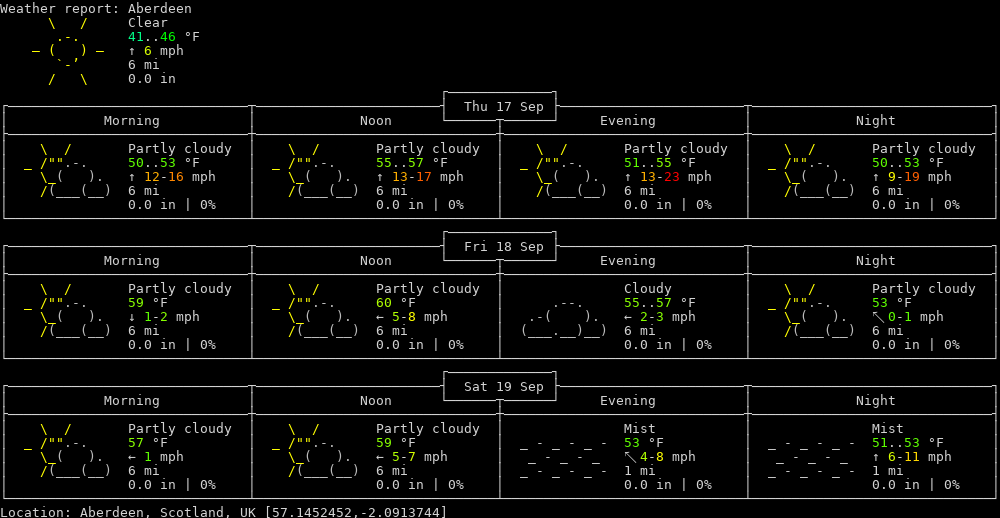 Weather report: Aberdeen
Clear
41..46 °F
↑ 6 mph
6 mi
0.0 in
Thu 17 Sep
Morning Noon Evening Night
Partly cloudy Partly cloudy Partly cloudy Partly cloudy
50..53 °F 55..57 °F 51..55 °F 50..53 °F
↑ 12-16 mph ↑ 13-17 mph ↑ 13-23 mph ↑ 9-19 mph
6 mi 6 mi 6 mi 6 mi
0.0 in | 0% 0.0 in | 0% 0.0 in | 0% 0.0 in | 0%
Fri 18 Sep
Morning Noon Evening Night
Partly cloudy Partly cloudy Cloudy Partly cloudy
59 °F 60 °F 55..57 °F 53 °F
↓ 1-2 mph ← 5-8 mph ← 2-3 mph ↖ 0-1 mph
6 mi 6 mi 6 mi 6 mi
0.0 in | 0% 0.0 in | 0% 0.0 in | 0% 0.0 in | 0%
Sat 19 Sep
Morning Noon Evening Night
Partly cloudy Partly cloudy Mist Mist
57 °F 59 °F 53 °F 51..53 °F
← 1 mph ← 5-7 mph ↖ 4-8 mph ↑ 6-11 mph
6 mi 6 mi 1 mi 1 mi
0.0 in | 0% 0.0 in | 0% 0.0 in | 0% 0.0 in | 0%
Location: Aberdeen, Scotland, UK [57.1452452,-2.0913744]